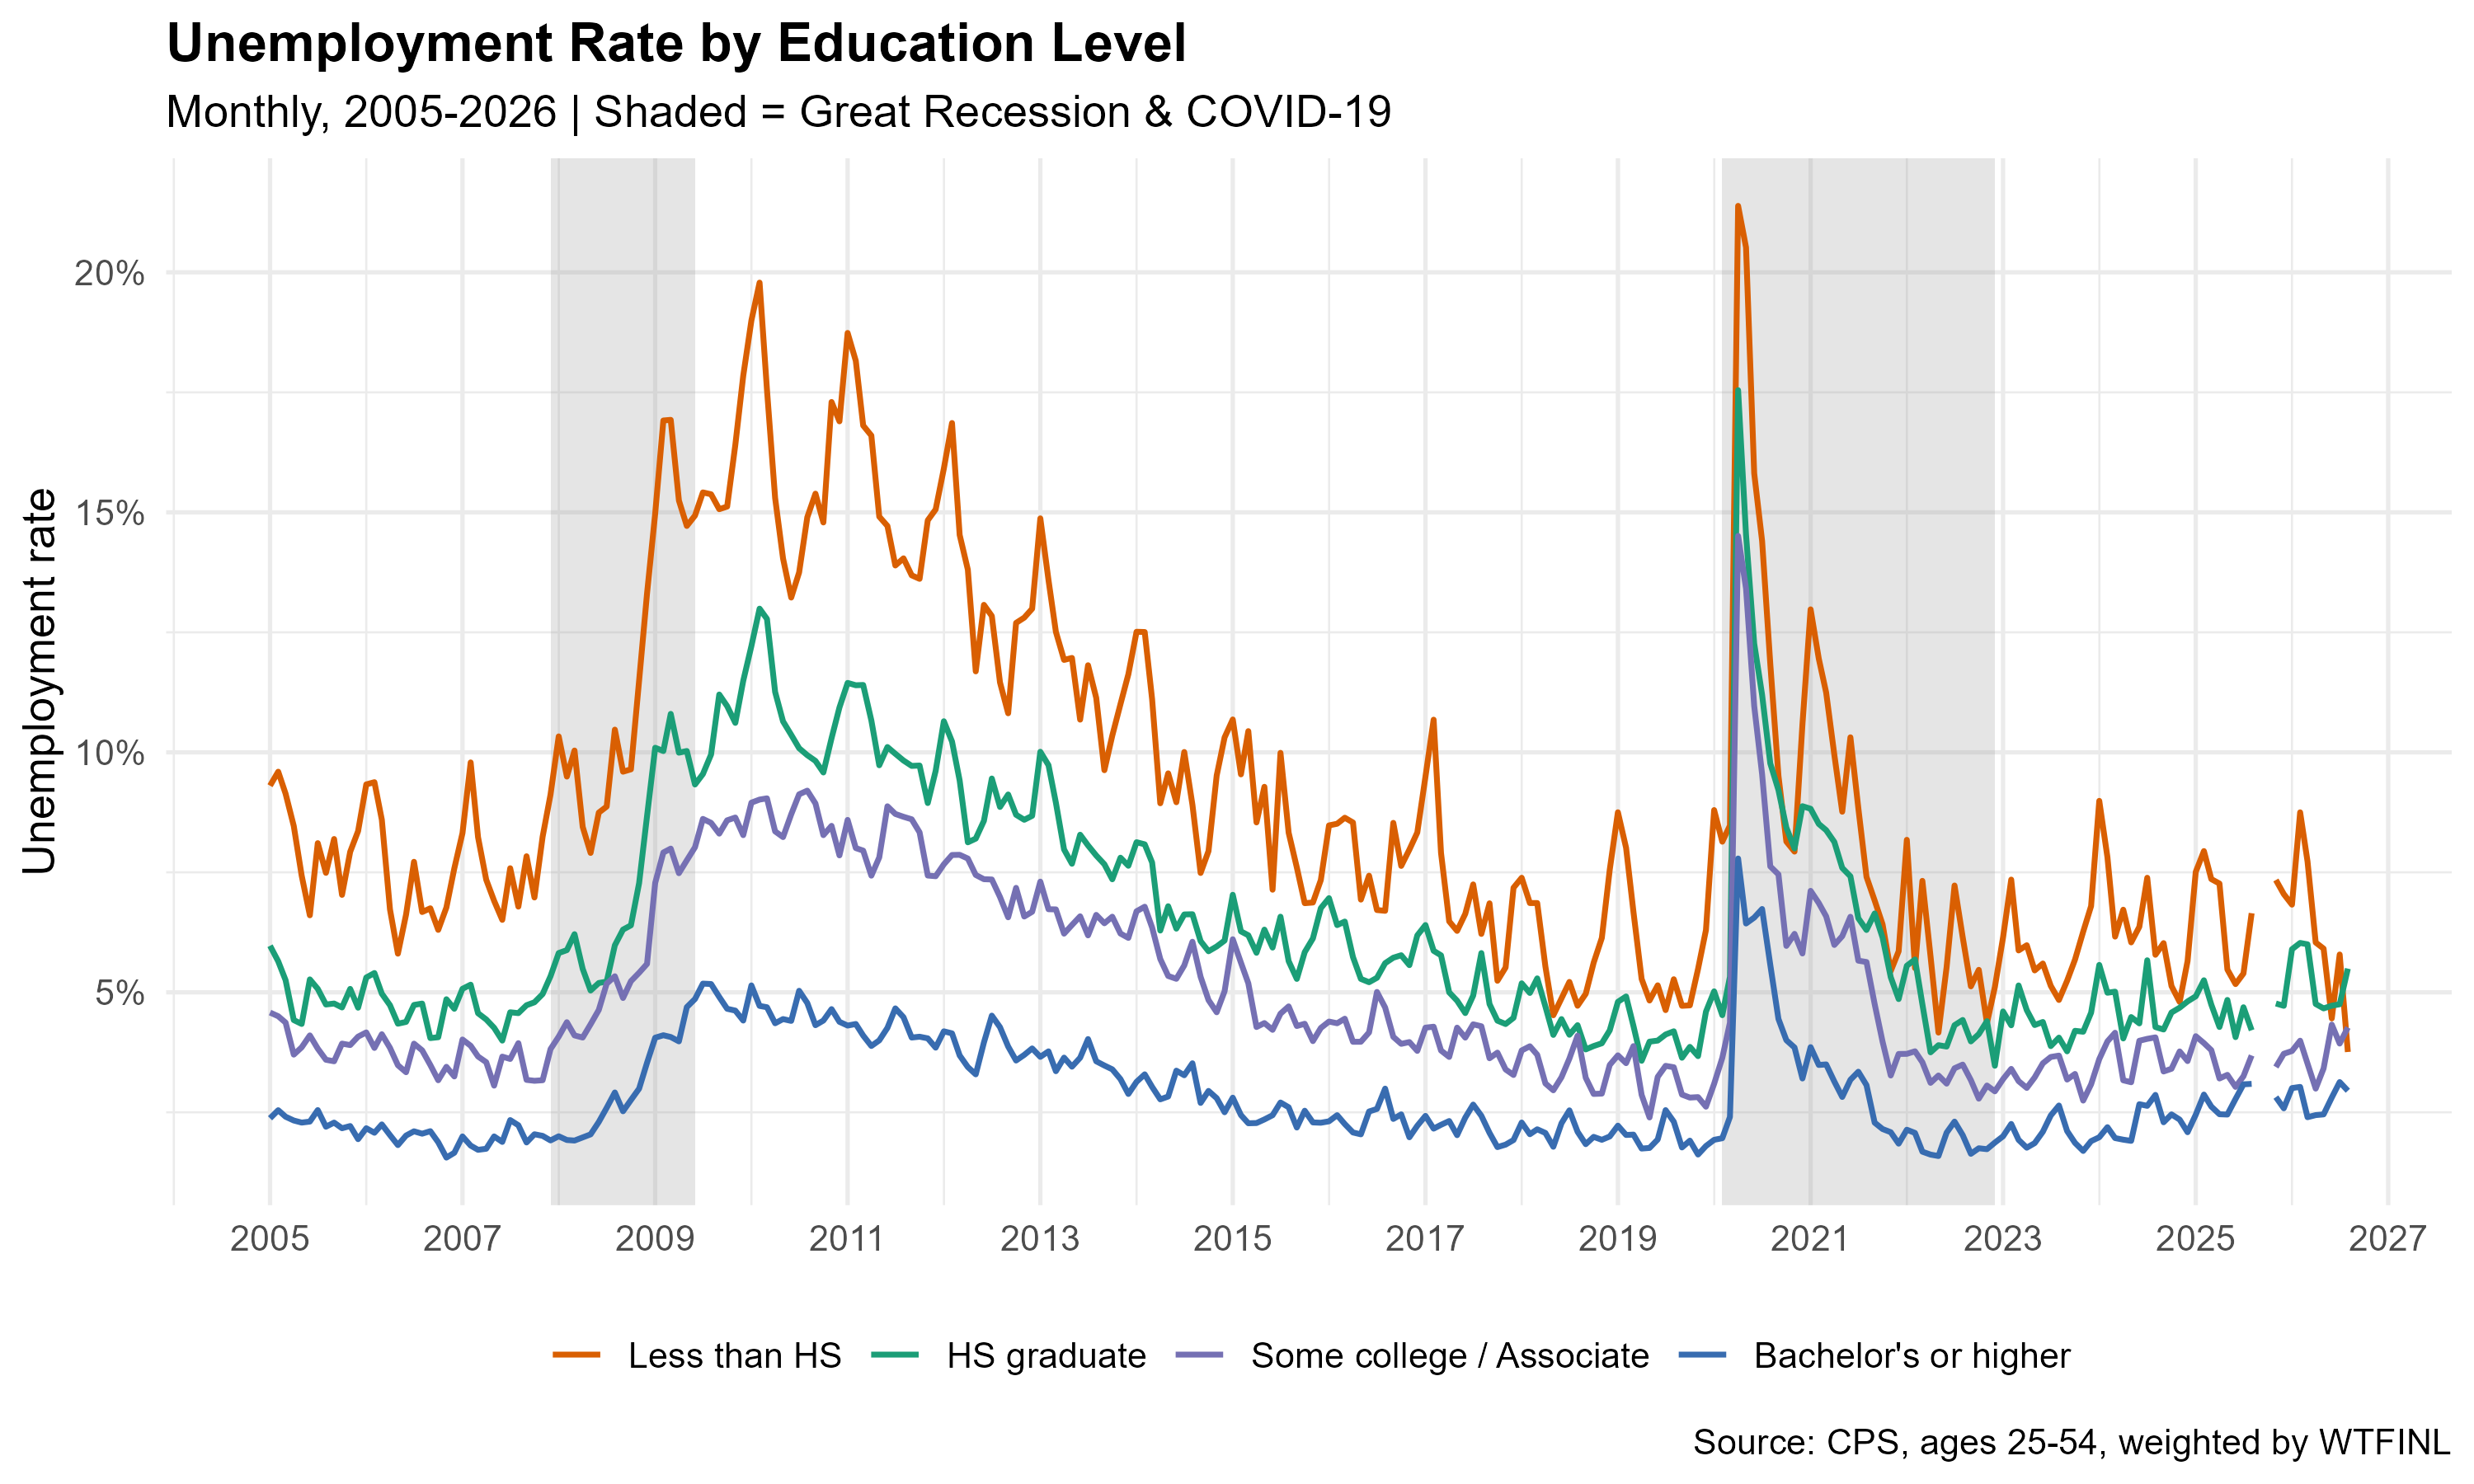 Unemployment Rate by Education Level
Monthly, 2005-2026 | Shaded = Great Recession & COVID-19
Unemployment rate
20%
15%
10%
5%
2005 2007 2009 2011 2013 2015 2017 2019 2021 2023 2025 2027
Less than HS HS graduate Some college / Associate Bachelor's or higher
Source: CPS, ages 25-54, weighted by WTFINL